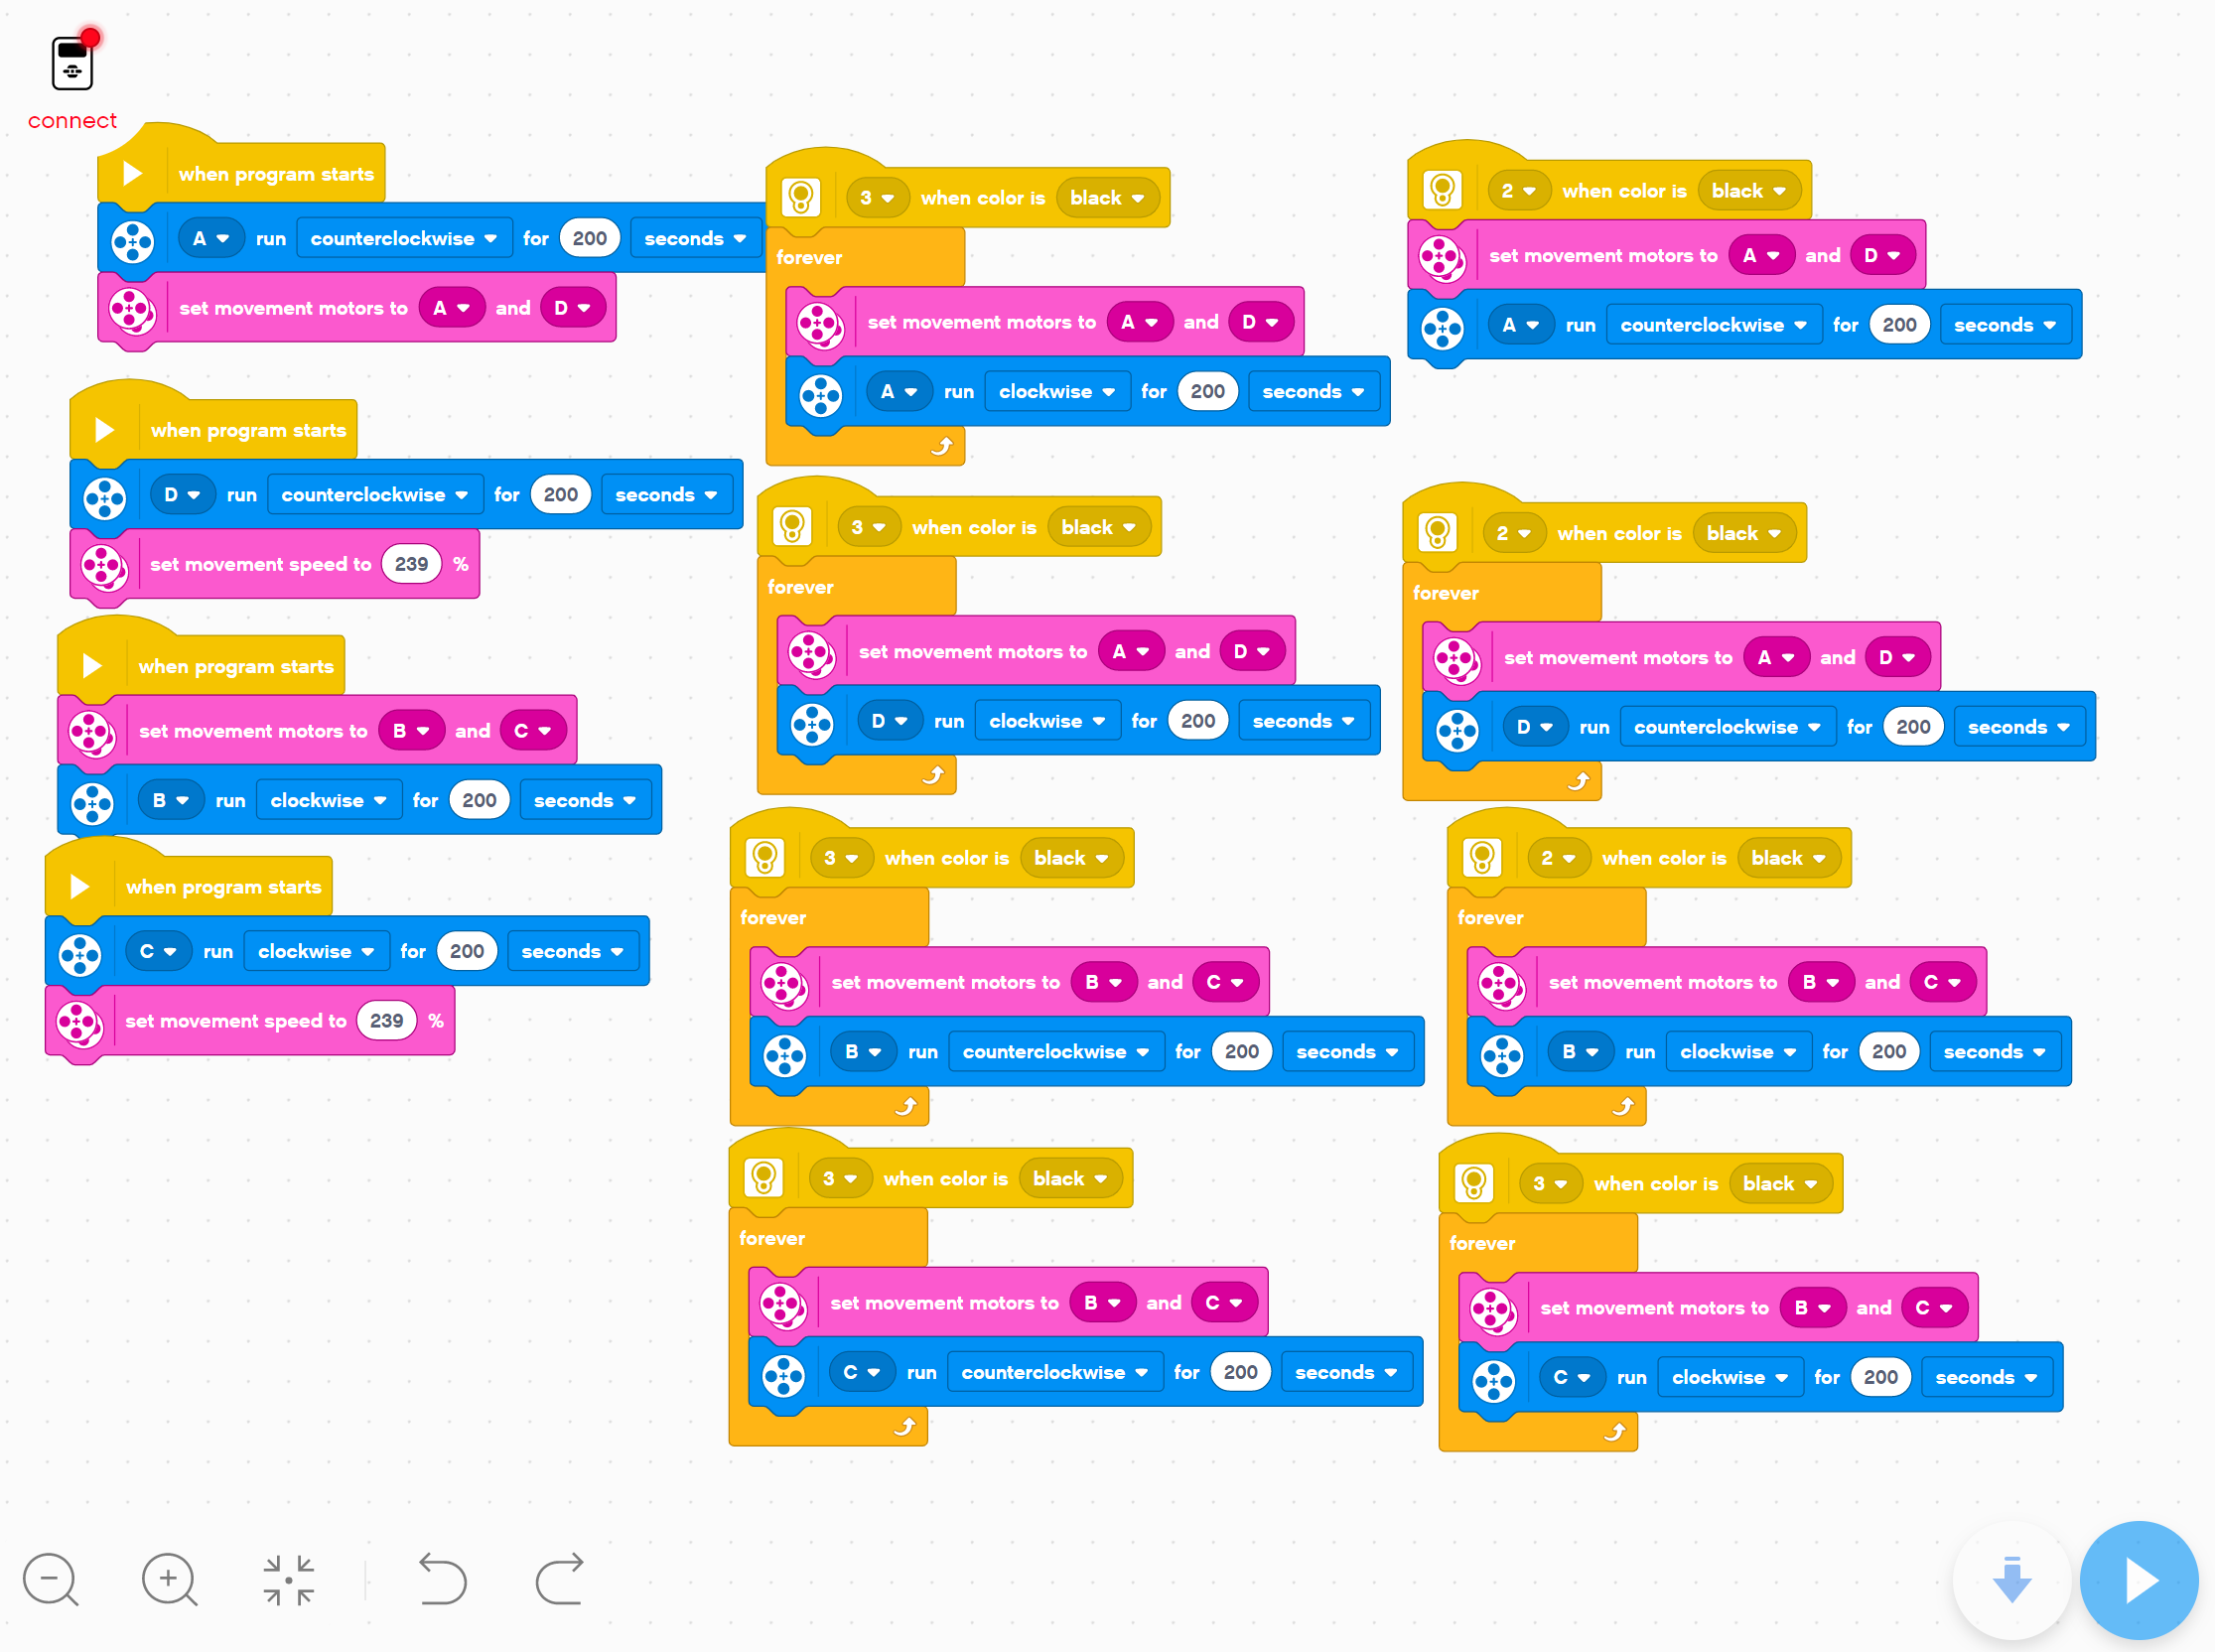 connect
when program starts
A run counterclockwise for 200 seconds
set movement motors to A and D
when program starts
D run counterclockwise for 200 seconds
set movement speed to 239 %
when program starts
set movement motors to B and C
B run clockwise for 200 seconds
when program starts
C run clockwise for 200 seconds
set movement speed to 239 %
3 when color is black
forever
set movement motors to A and D
A run clockwise for 200 seconds
3 when color is black
forever
set movement motors to A and D
D run clockwise for 200 seconds
3 when color is black
forever
set movement motors to B and C
B run counterclockwise for 200 seconds
3 when color is black
forever
set movement motors to B and C
C run counterclockwise for 200 seconds
2 when color is black
set movement motors to A and D
A run counterclockwise for 200 seconds
2 when color is black
forever
set movement motors to A and D
D run counterclockwise for 200 seconds
2 when color is black
forever
set movement motors to B and C
B run clockwise for 200 seconds
3 when color is black
forever
set movement motors to B and C
C run clockwise for 200 seconds